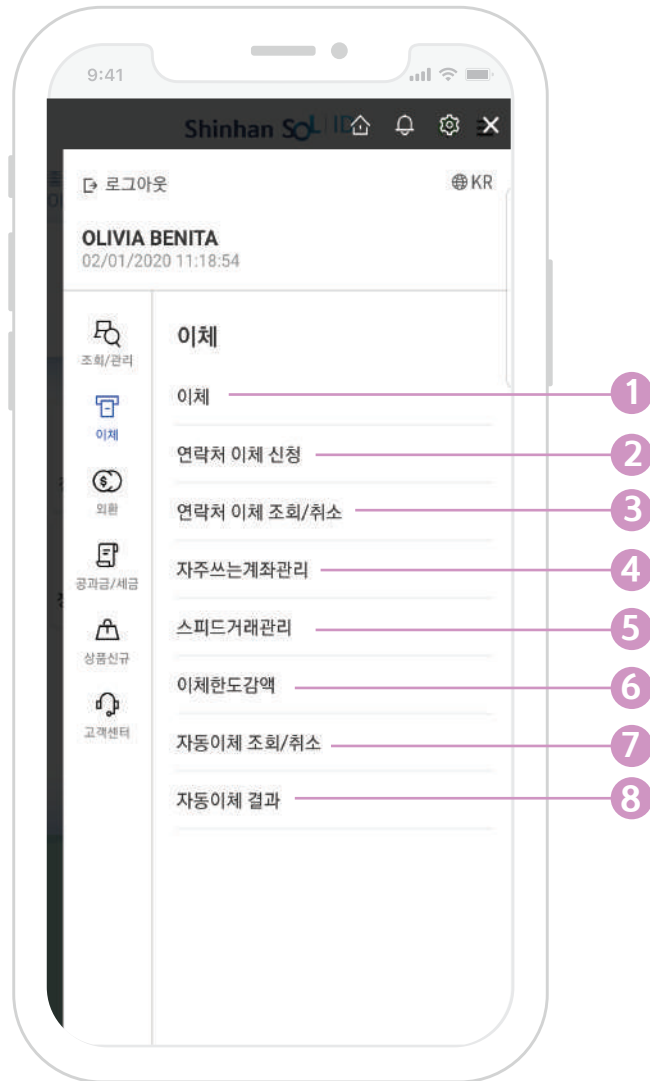 9:41
Shinhan SOL ID
로그아웃
KR
OLIVIA BENITA
02/01/2020 11:18:54
조회/관리
이체
외환
공과금/세금
상품신규
고객센터
이체
이체
1
연락처 이체 신청
2
연락처 이체 조회/취소
3
자주쓰는계좌관리
4
스피드거래관리
5
이체한도감액
6
자동이체 조회/취소
7
자동이체 결과
8